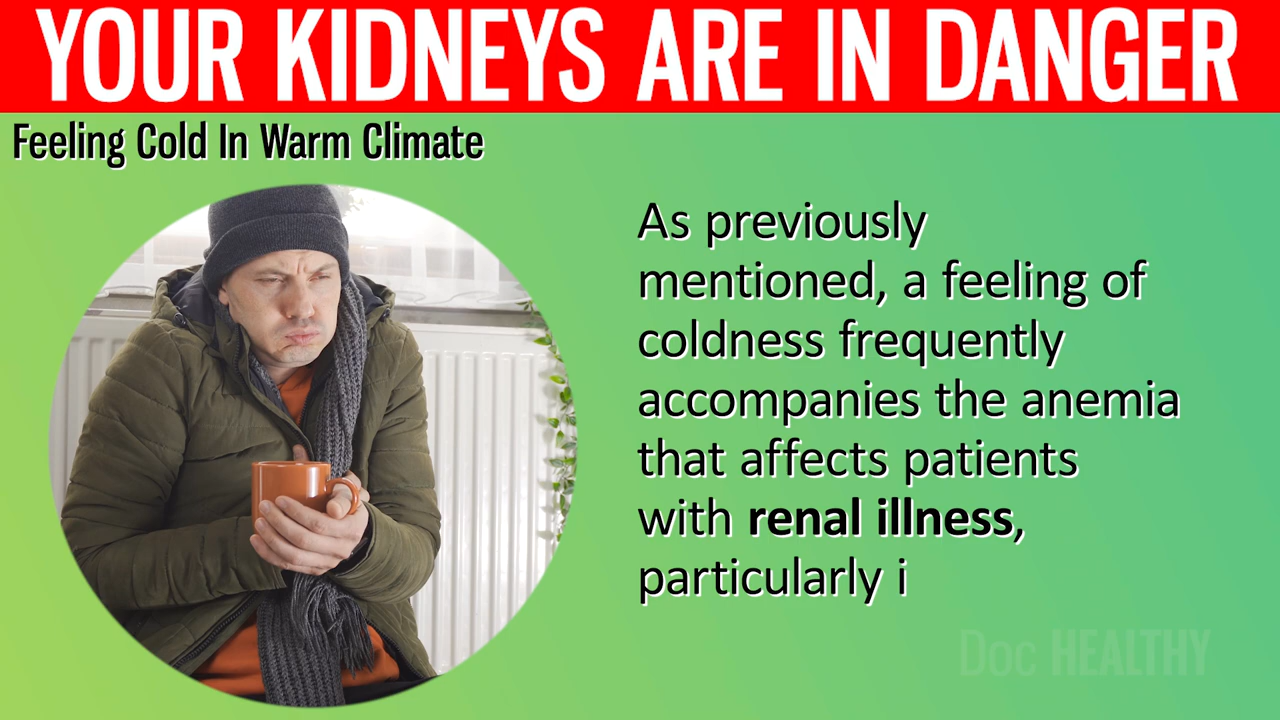 YOUR KIDNEYS ARE IN DANGER
Feeling Cold In Warm Climate
As previously
mentioned, a feeling of
coldness frequently
accompanies the anemia
that affects patients
with renal illness,
particularly i
Doc HEALTHY